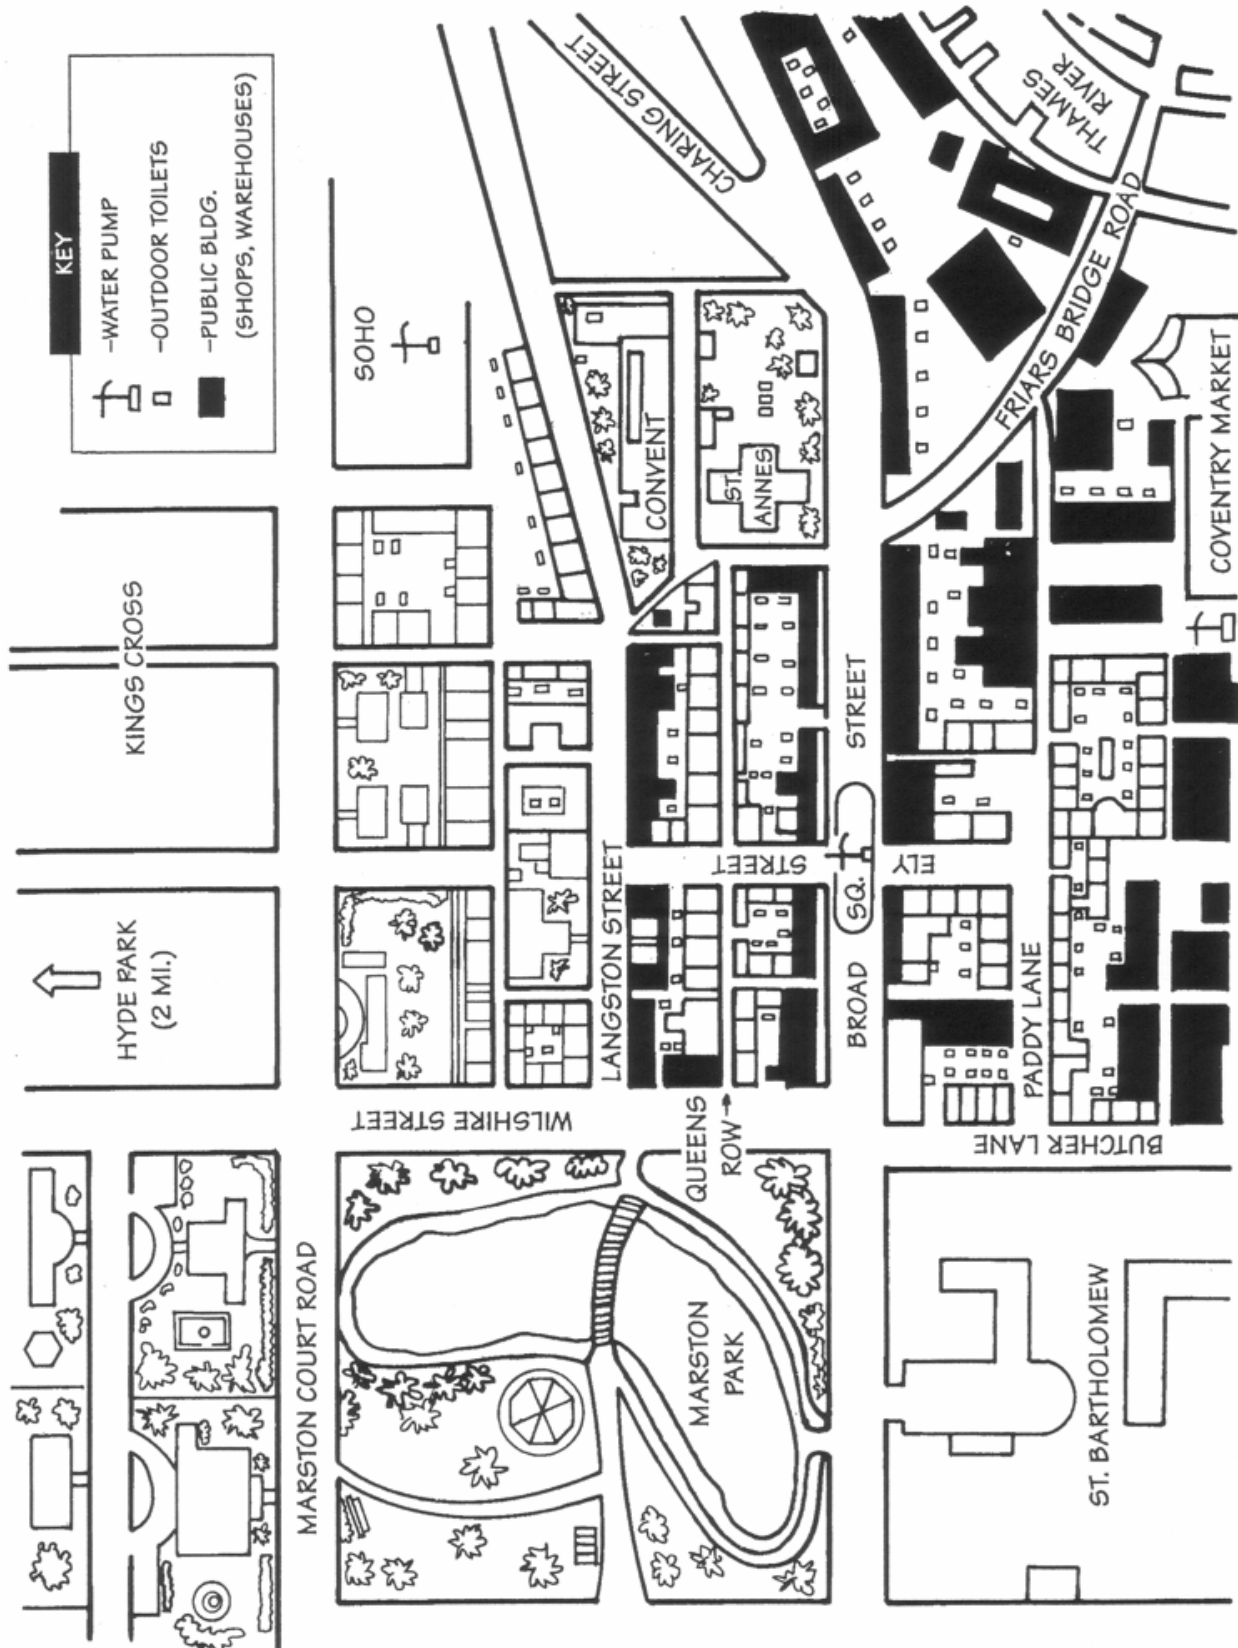 KEY
–WATER PUMP
–OUTDOOR TOILETS
–PUBLIC BLDG.
(SHOPS, WAREHOUSES)
HYDE PARK
(2 MI.)
KINGS CROSS
SOHO
MARSTON COURT ROAD
WILSHIRE STREET
LANGSTON STREET
CONVENT
CHARING STREET
ST.
ANNES
MARSTON
PARK
QUEENS
ROW
STREET
BROAD
SQ.
STREET
ELY
THAMES
RIVER
FRIARS BRIDGE ROAD
PADDY LANE
BUTCHER LANE
ST. BARTHOLOMEW
COVENTRY MARKET